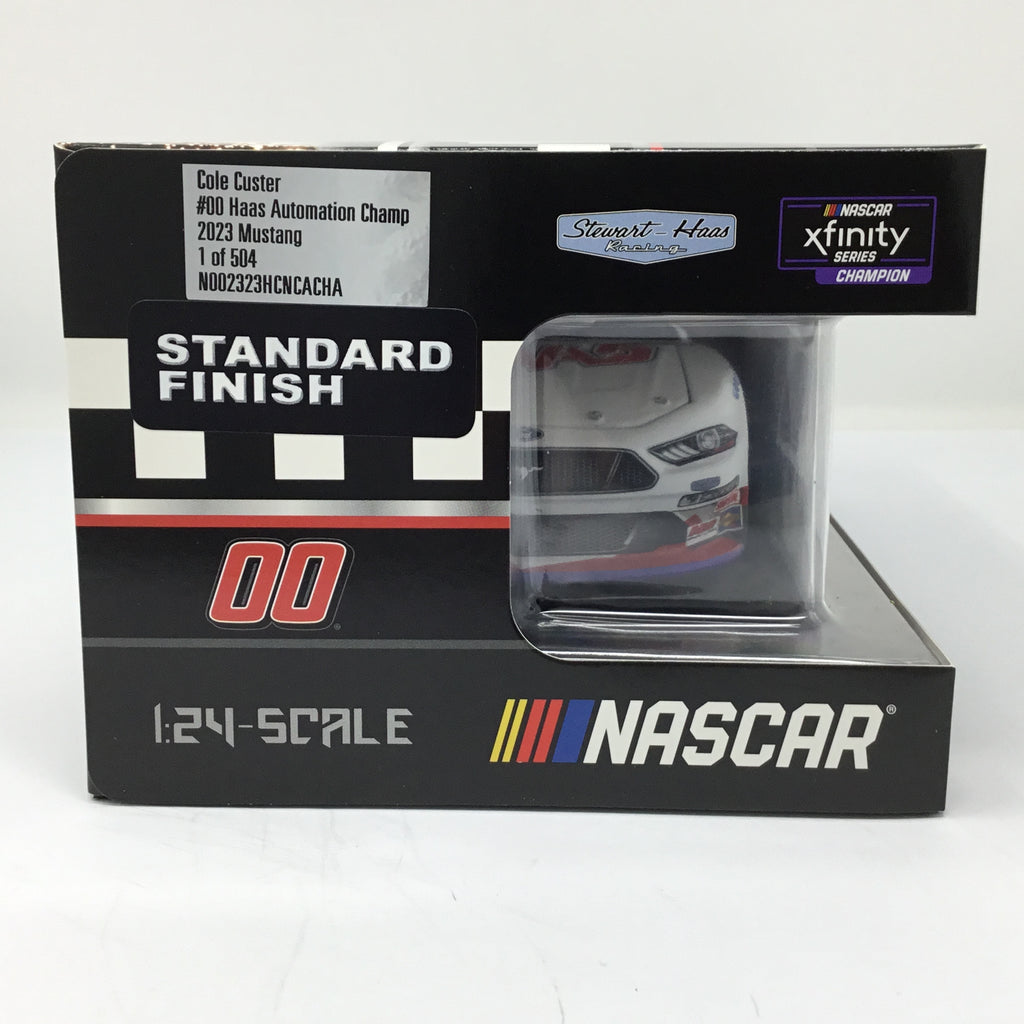 Cole Custer
#00 Haas Automation Champ
2023 Mustang
1 of 504
N002323HCNCACHA
Stewart-Haas
Racing
NASCAR
xfinity
SERIES
CHAMPION
STANDARD
FINISH
00
1:24-SCALE
NASCAR®